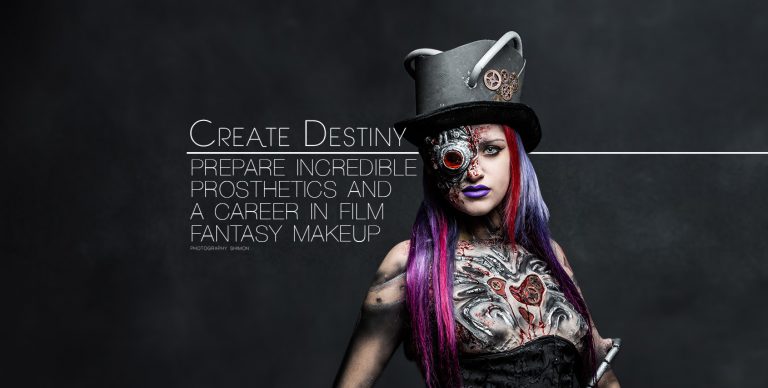 Create Destiny
PREPARE INCREDIBLE
PROSTHETICS AND
A CAREER IN FILM
FANTASY MAKEUP
PHOTOGRAPHY SHIMON